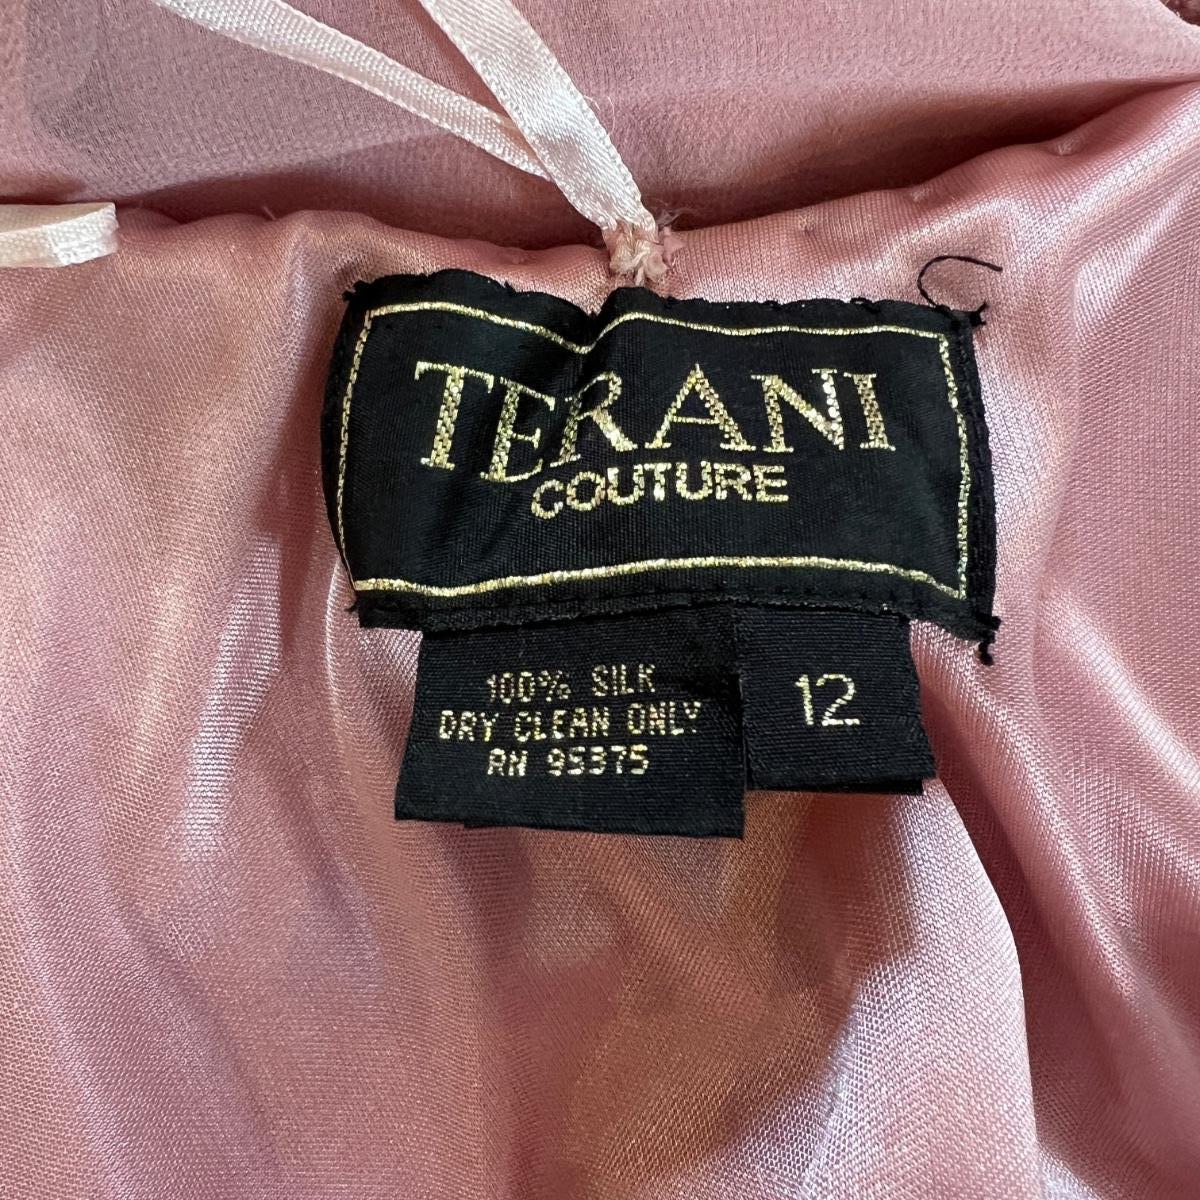 TERANI
COUTURE
100% SILK
DRY CLEAN ONLY
RN 95375
12